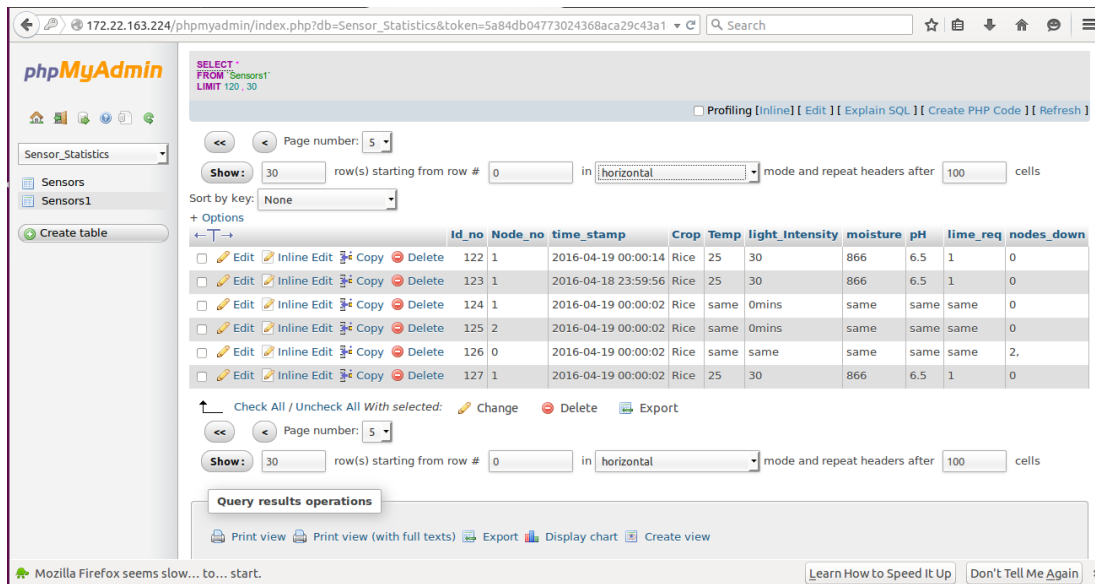 172.22.163.224/phpmyadmin/index.php?db=Sensor_Statistics&token=5a84db04773024368aca29c43a1 Search
phpMyAdmin
Sensor_Statistics
Sensors
Sensors1
Create table
SELECT *
FROM `Sensors1`
LIMIT 120 , 30
Profiling [Inline] [ Edit ] [ Explain SQL ] [ Create PHP Code ] [ Refresh ]
<< < Page number: 5
Show : 30 row(s) starting from row # 0 in horizontal mode and repeat headers after 100 cells
Sort by key: None
+ Options
←T→ Id_no Node_no time_stamp Crop Temp light_Intensity moisture pH lime_req nodes_down
Edit Inline Edit Copy Delete 122 1 2016-04-19 00:00:14 Rice 25 30 866 6.5 1 0
Edit Inline Edit Copy Delete 123 1 2016-04-18 23:59:56 Rice 25 30 866 6.5 1 0
Edit Inline Edit Copy Delete 124 1 2016-04-19 00:00:02 Rice same 0mins same same same 0
Edit Inline Edit Copy Delete 125 2 2016-04-19 00:00:02 Rice same 0mins same same same 0
Edit Inline Edit Copy Delete 126 0 2016-04-19 00:00:02 Rice same same same same same 2,
Edit Inline Edit Copy Delete 127 1 2016-04-19 00:00:02 Rice 25 30 866 6.5 1 0
Check All / Uncheck All With selected: Change Delete Export
<< < Page number: 5
Show : 30 row(s) starting from row # 0 in horizontal mode and repeat headers after 100 cells
Query results operations
Print view Print view (with full texts) Export Display chart Create view
Mozilla Firefox seems slow... to... start. Learn How to Speed It Up Don't Tell Me Again